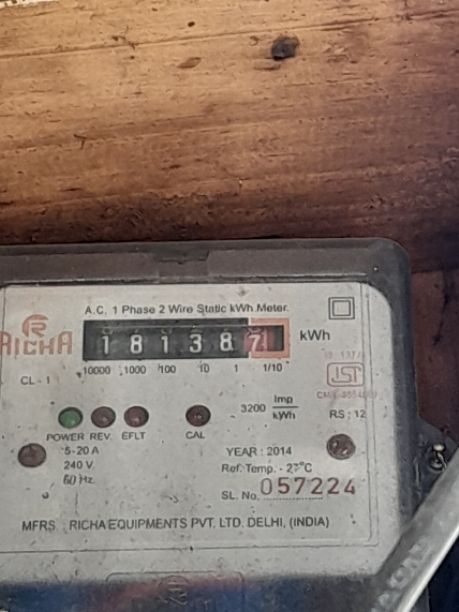 A.C. 1 Phase 2 Wire Static kWh Meter.
RICHA
181387 kWh
10000 1000 100 10 1 1/10
CL - 1
ISI
3200 Imp/kWh
RS : 12
POWER REV. EFLT CAL
5-20 A
240 V.
YEAR : 2014
Ref. Temp. - 27°C
SL. No. 057224
MFRS : RICHA EQUIPMENTS PVT. LTD. DELHI, (INDIA)